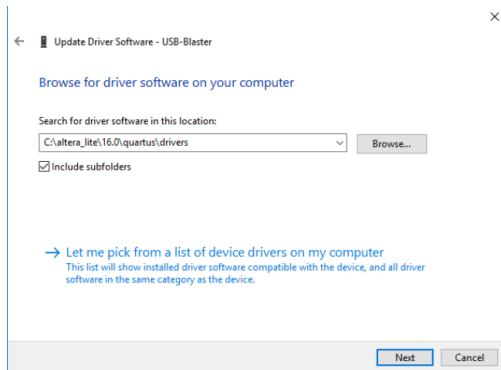 Update Driver Software - USB-Blaster
Browse for driver software on your computer
Search for driver software in this location:
C:\altera_lite\16.0\quartus\drivers
Browse...
Include subfolders
Let me pick from a list of device drivers on my computer
This list will show installed driver software compatible with the device, and all driver
software in the same category as the device.
Next
Cancel